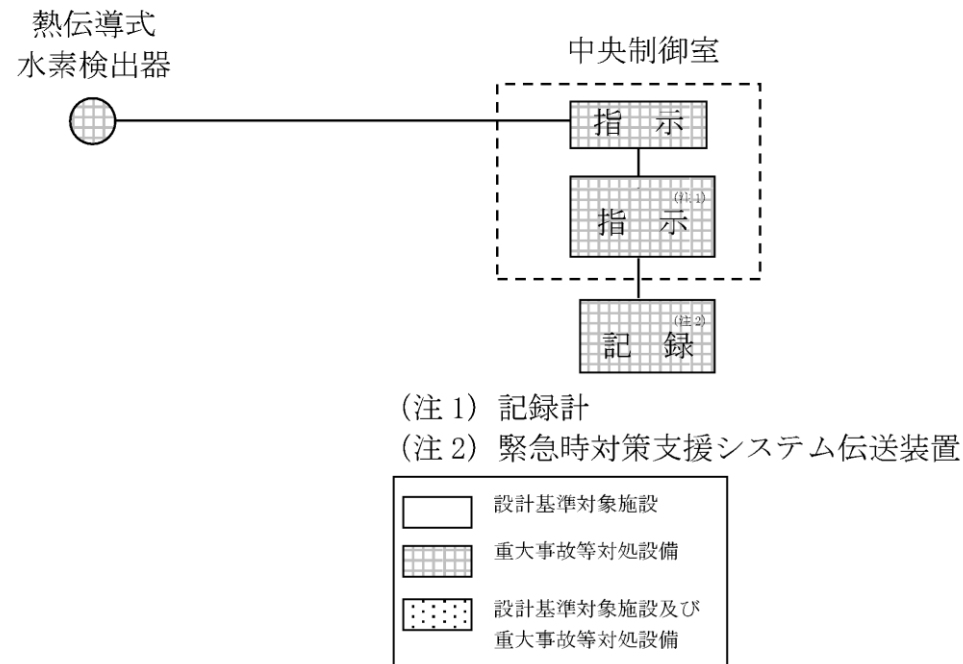 熱伝導式
水素検出器
中央制御室
指　示
(注1)
指　示
(注2)
記　録
(注1) 記録計
(注2) 緊急時対策支援システム伝送装置
設計基準対象施設
重大事故等対処設備
設計基準対象施設及び
重大事故等対処設備